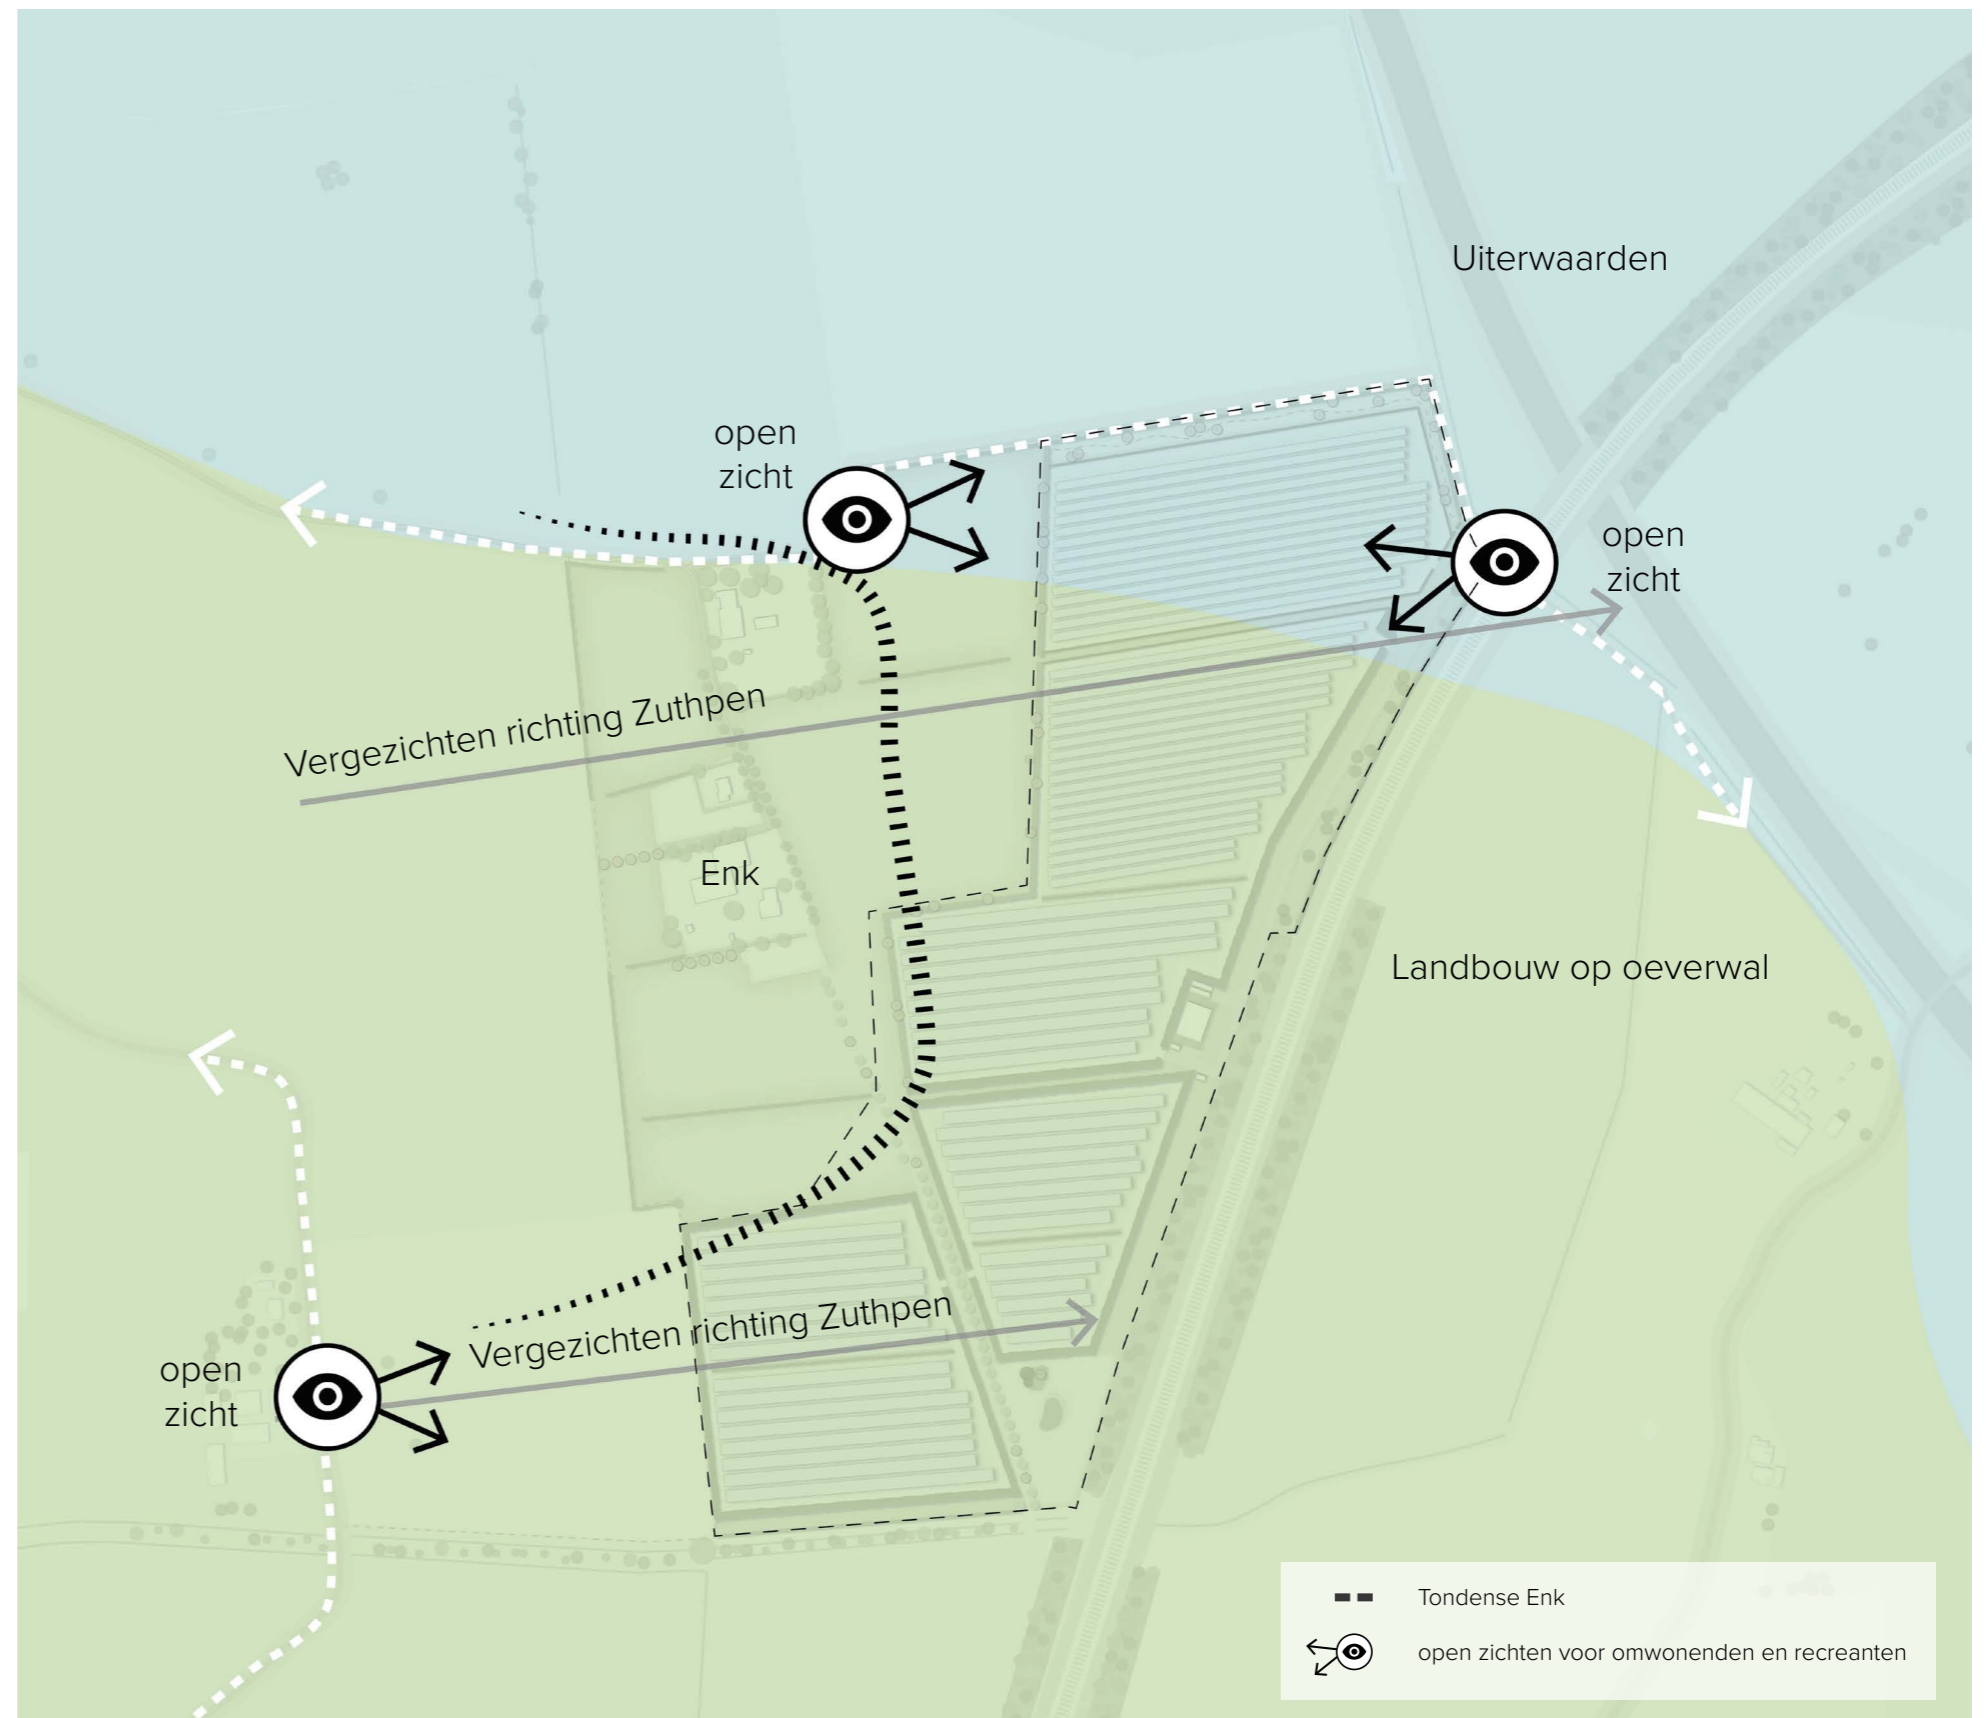 Uiterwaarden
open
zicht
open
zicht
Vergezichten richting Zuthpen
Enk
Landbouw op oeverwal
Vergezichten richting Zuthpen
open
zicht
Tondense Enk
open zichten voor omwonenden en recreanten